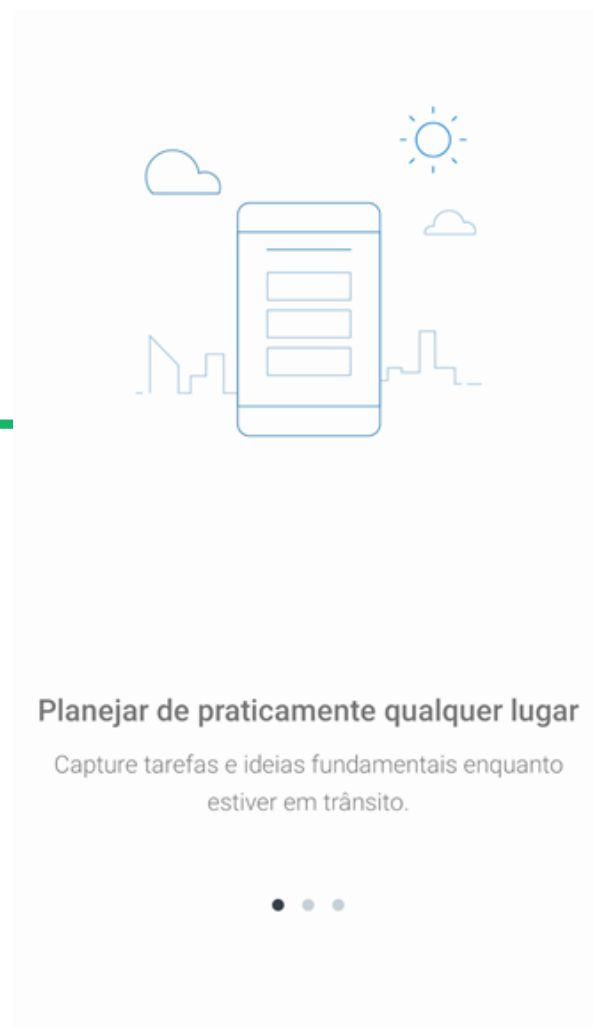 Planejar de praticamente qualquer lugar
Capture tarefas e ideias fundamentais enquanto
estiver em trânsito.